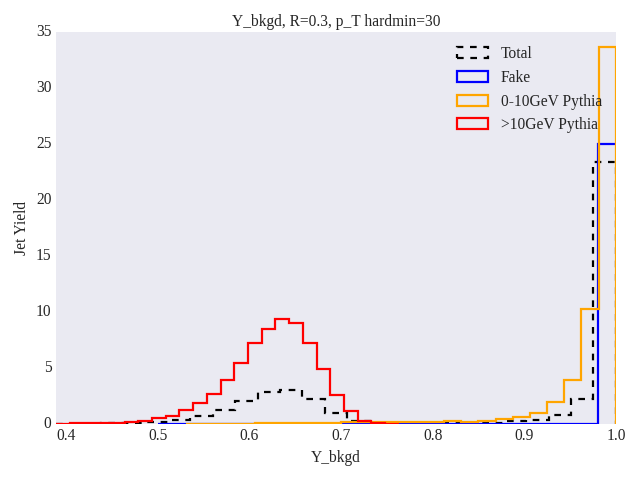 Y_bkgd, R=0.3, p_T hardmin=30
35
30
25
20
15
10
5
0
Jet Yield
Total
Fake
0-10GeV Pythia
>10GeV Pythia
0.4 0.5 0.6 0.7 0.8 0.9 1.0
Y_bkgd